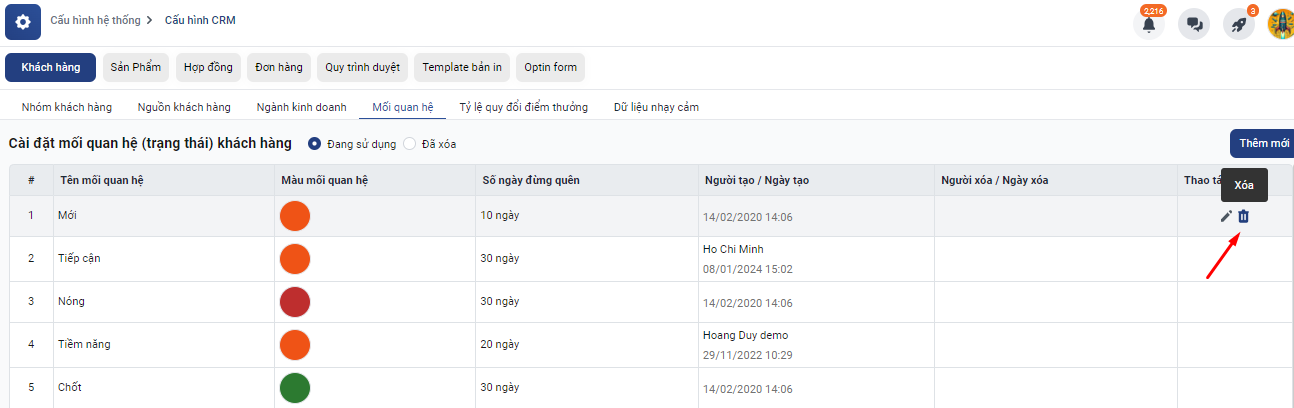 Cấu hình hệ thống > Cấu hình CRM
2,216
3
Khách hàng Sản Phẩm Hợp đồng Đơn hàng Quy trình duyệt Template bản in Optin form
Nhóm khách hàng Nguồn khách hàng Ngành kinh doanh Mối quan hệ Tỷ lệ quy đổi điểm thưởng Dữ liệu nhạy cảm
Cài đặt mối quan hệ (trạng thái) khách hàng Đang sử dụng Đã xóa Thêm mới
# Tên mối quan hệ Màu mối quan hệ Số ngày đừng quên Người tạo / Ngày tạo Người xóa / Ngày xóa Thao
Xóa
1 Mới 10 ngày 14/02/2020 14:06
2 Tiếp cận 30 ngày Ho Chi Minh
08/01/2024 15:02
3 Nóng 30 ngày 14/02/2020 14:06
4 Tiềm năng 20 ngày Hoang Duy demo
29/11/2022 10:29
5 Chốt 30 ngày 14/02/2020 14:06